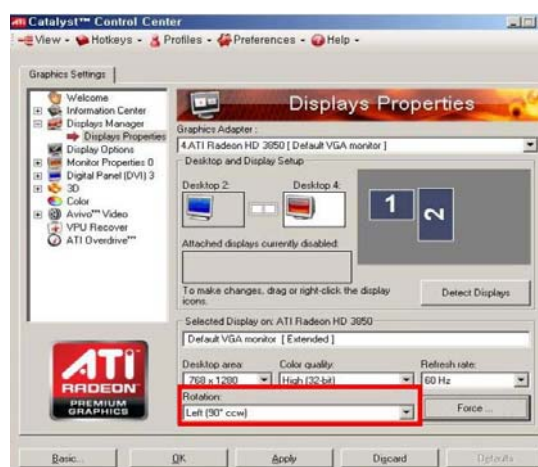 ATI Catalyst™ Control Center
View Hotkeys Profiles Preferences Help
Graphics Settings
Welcome
Information Center
Displays Manager
Displays Properties
Display Options
Monitor Properties 0
Digital Panel (DVI) 3
3D
Color
Avivo™ Video
VPU Recover
ATI Overdrive™
ATI
RADEON
PREMIUM
GRAPHICS
Displays Properties
Graphics Adapter :
4.ATI Radeon HD 3850 [ Default VGA monitor ]
Desktop and Display Setup
Desktop 2: Desktop 4:
1 2
Attached displays currently disabled:
To make changes, drag or right-click the display
icons.
Detect Displays
Selected Display on: ATI Radeon HD 3850
Default VGA monitor [ Extended ]
Desktop area: Color quality: Refresh rate:
768 x 1280 High (32-bit) 60 Hz
Rotation:
Left (90° ccw)
Force ...
Basic... OK Apply Discard Defaults